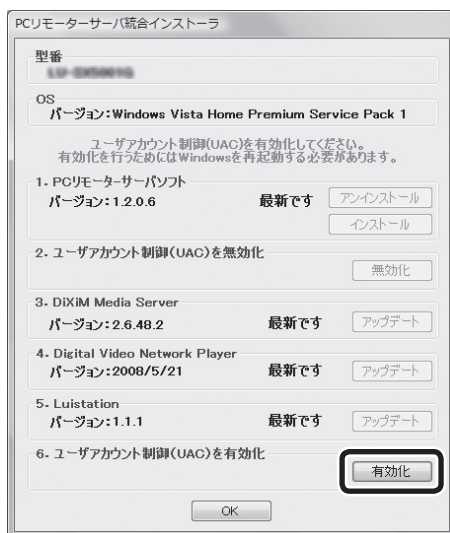 PCリモーターサーバ統合インストーラ
型番
OS
バージョン:Windows Vista Home Premium Service Pack 1
ユーザアカウント制御(UAC)を有効化してください。
有効化を行うためにはWindowsを再起動する必要があります。
1. PCリモーターサーバソフト
バージョン:1.2.0.6 最新です アンインストール
インストール
2. ユーザアカウント制御(UAC)を無効化
無効化
3. DiXiM Media Server
バージョン:2.6.48.2 最新です アップデート
4. Digital Video Network Player
バージョン:2008/5/21 最新です アップデート
5. Luistation
バージョン:1.1.1 最新です アップデート
6. ユーザアカウント制御(UAC)を有効化
有効化
OK